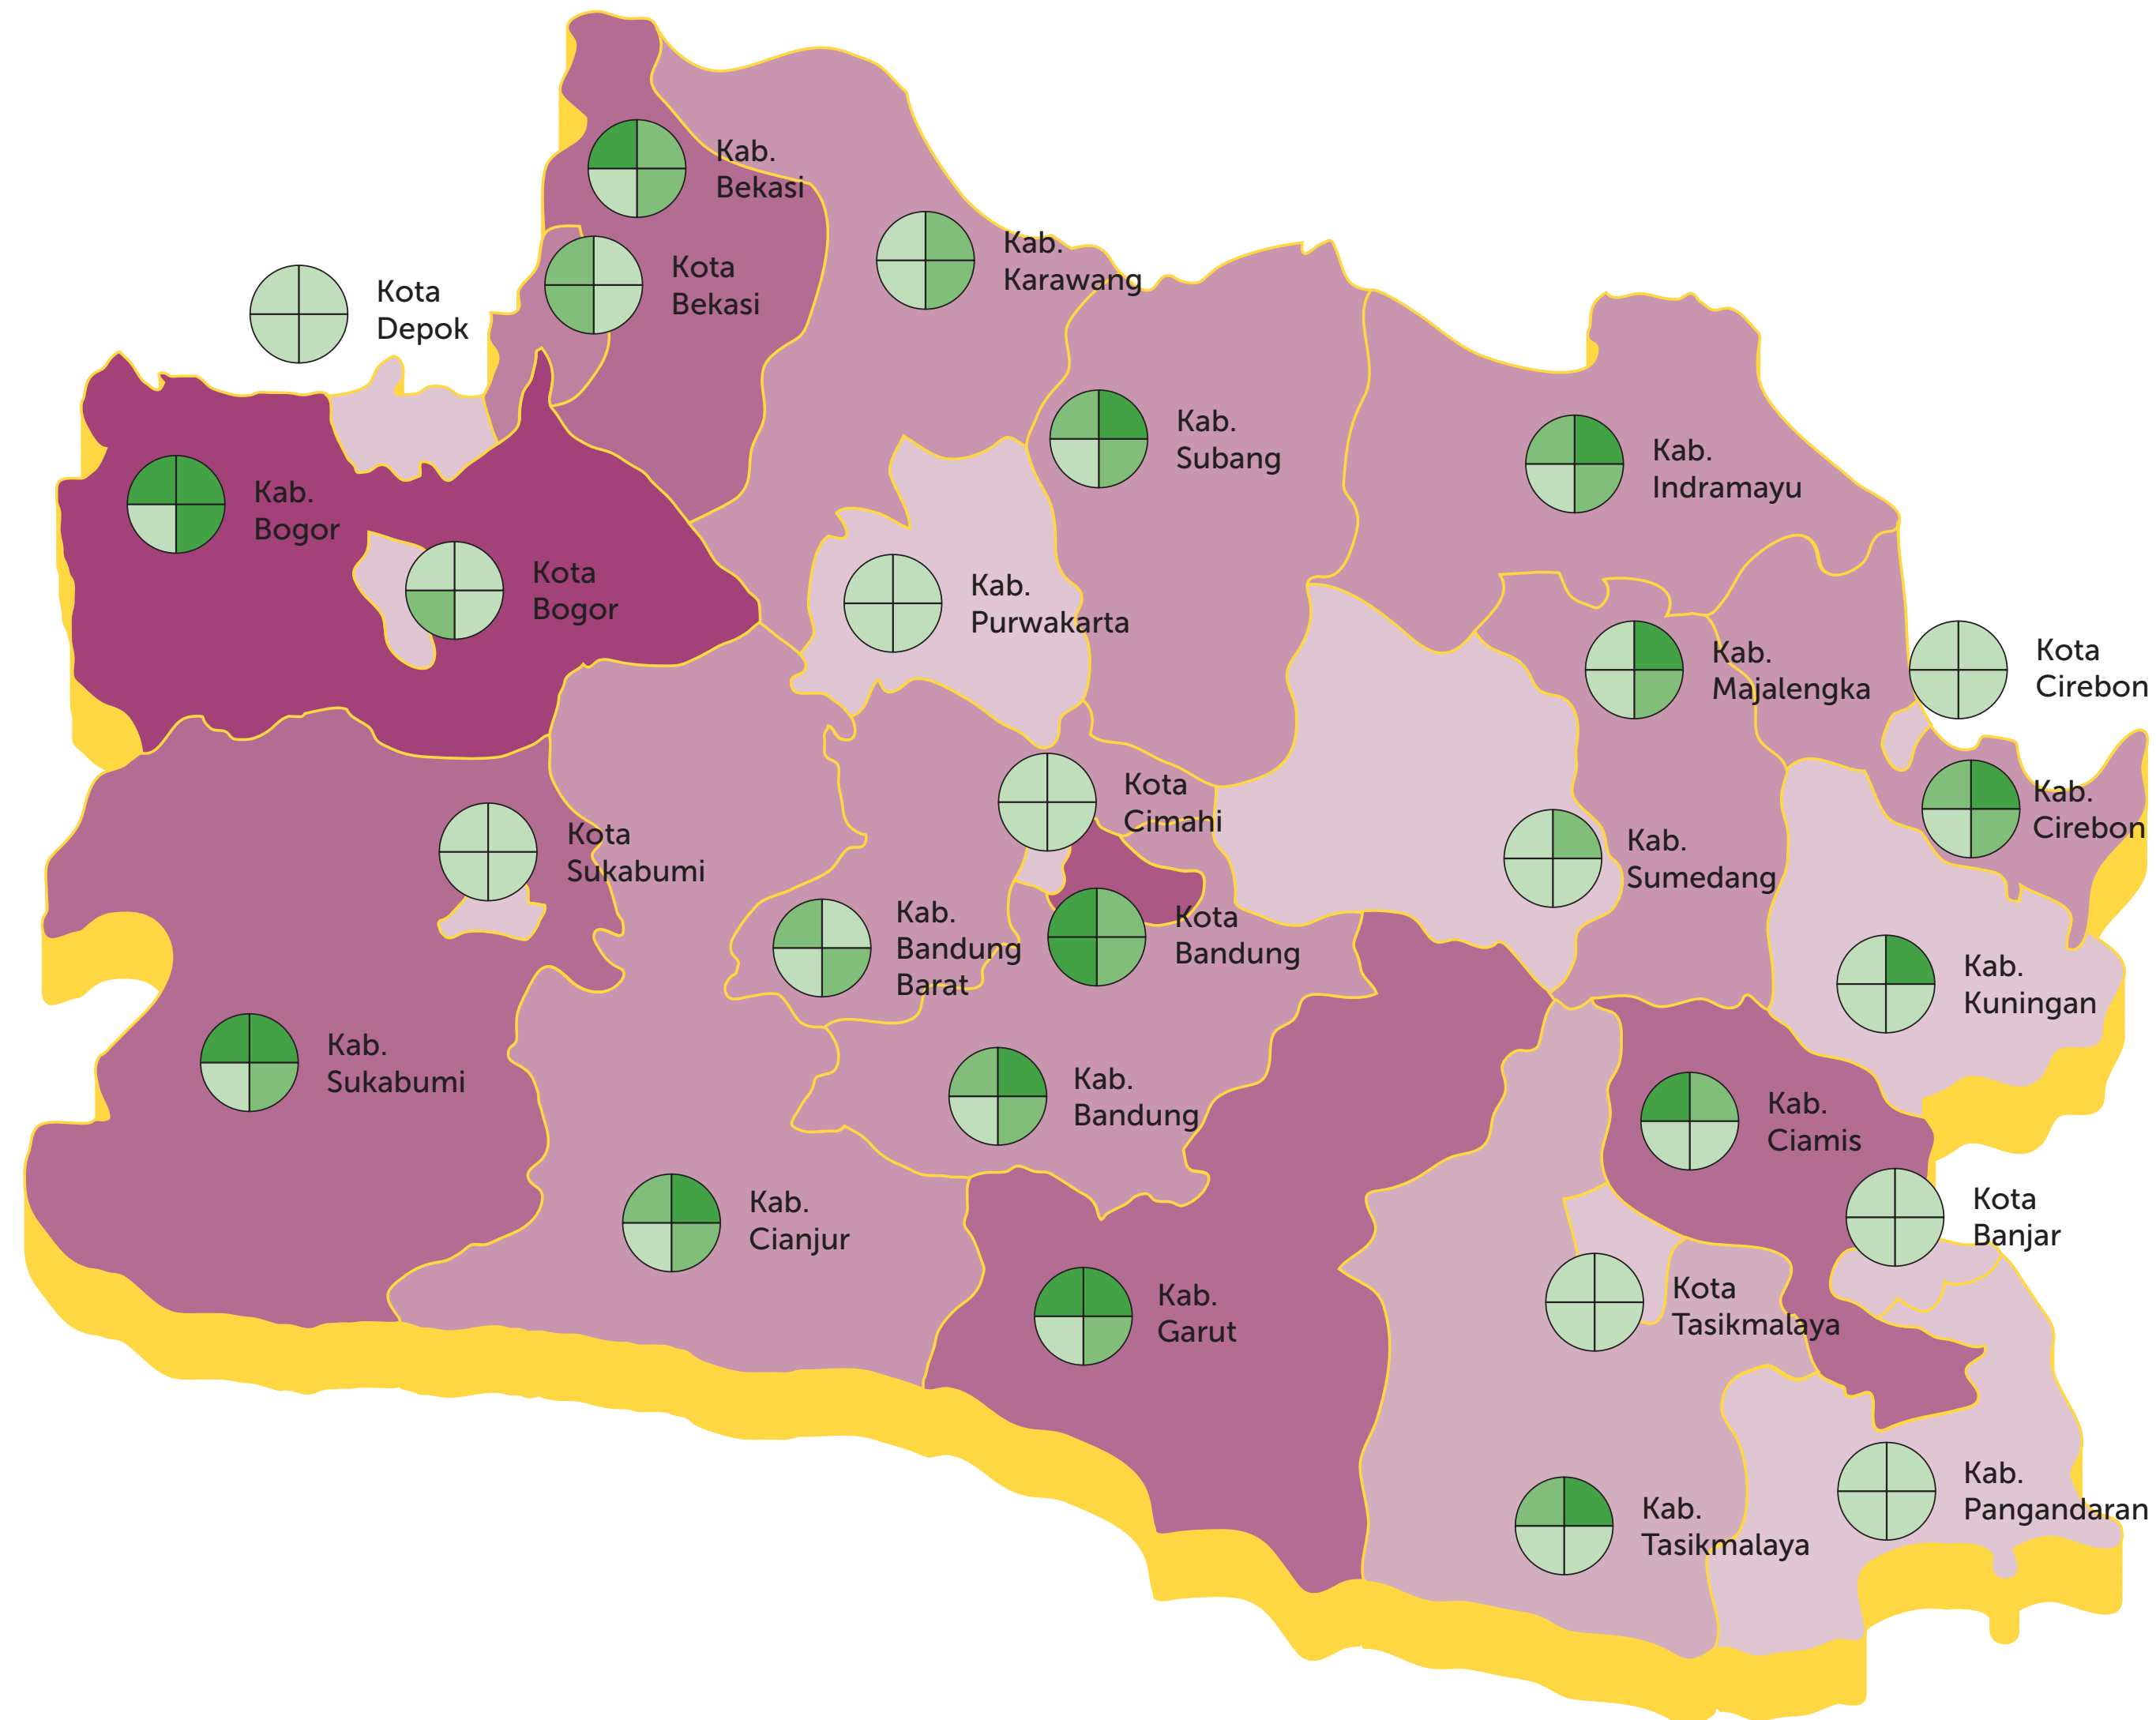 Kab.
Bekasi
Kab.
Karawang
Kota
Bekasi
Kota
Depok
Kab.
Subang
Kab.
Indramayu
Kab.
Bogor
Kota
Bogor
Kab.
Purwakarta
Kab.
Majalengka
Kota
Cirebon
Kota
Cimahi
Kab.
Cirebon
Kota
Sukabumi
Kab.
Sumedang
Kab.
Bandung
Barat
Kota
Bandung
Kab.
Kuningan
Kab.
Sukabumi
Kab.
Bandung
Kab.
Ciamis
Kab.
Cianjur
Kota
Banjar
Kab.
Garut
Kota
Tasikmalaya
Kab.
Pangandaran
Kab.
Tasikmalaya